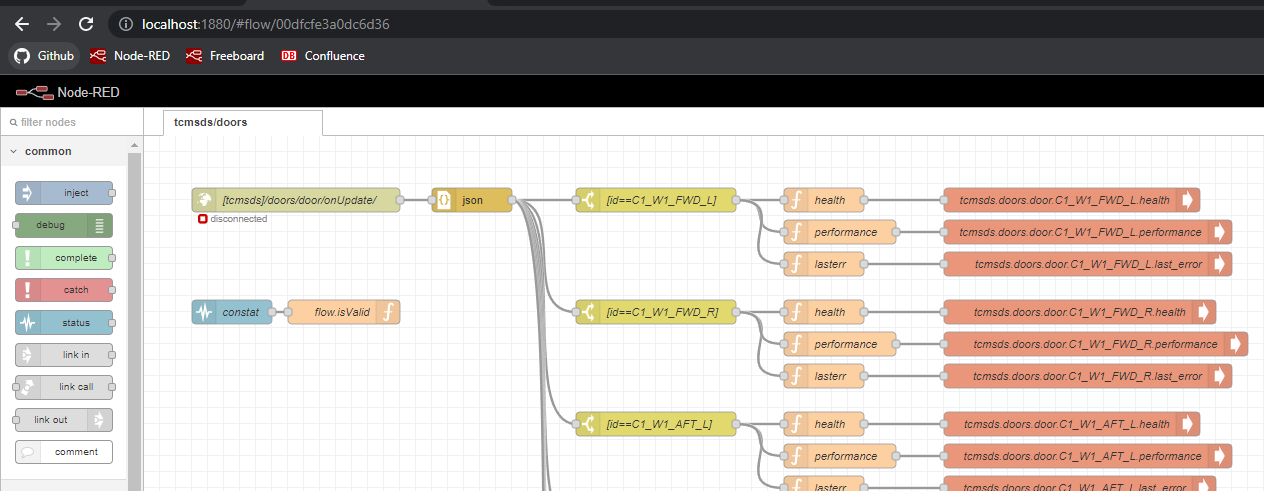 localhost:1880/#flow/00dfcfe3a0dc6d36
Github Node-RED Freeboard DB Confluence
Node-RED
filter nodes
tcmsds/doors
common
inject
debug
complete
catch
status
link in
link call
link out
comment
[tcmsds]/doors/door/onUpdate/
disconnected
json
constat
flow.isValid
[id==C1_W1_FWD_L]
health
tcmsds.doors.door.C1_W1_FWD_L.health
performance
tcmsds.doors.door.C1_W1_FWD_L.performance
lasterr
tcmsds.doors.door.C1_W1_FWD_L.last_error
[id==C1_W1_FWD_R]
health
tcmsds.doors.door.C1_W1_FWD_R.health
performance
tcmsds.doors.door.C1_W1_FWD_R.performance
lasterr
tcmsds.doors.door.C1_W1_FWD_R.last_error
[id==C1_W1_AFT_L]
health
tcmsds.doors.door.C1_W1_AFT_L.health
performance
tcmsds.doors.door.C1_W1_AFT_L.performance
lasterr
tcmsds.doors.door.C1_W1_AFT_L.last_error